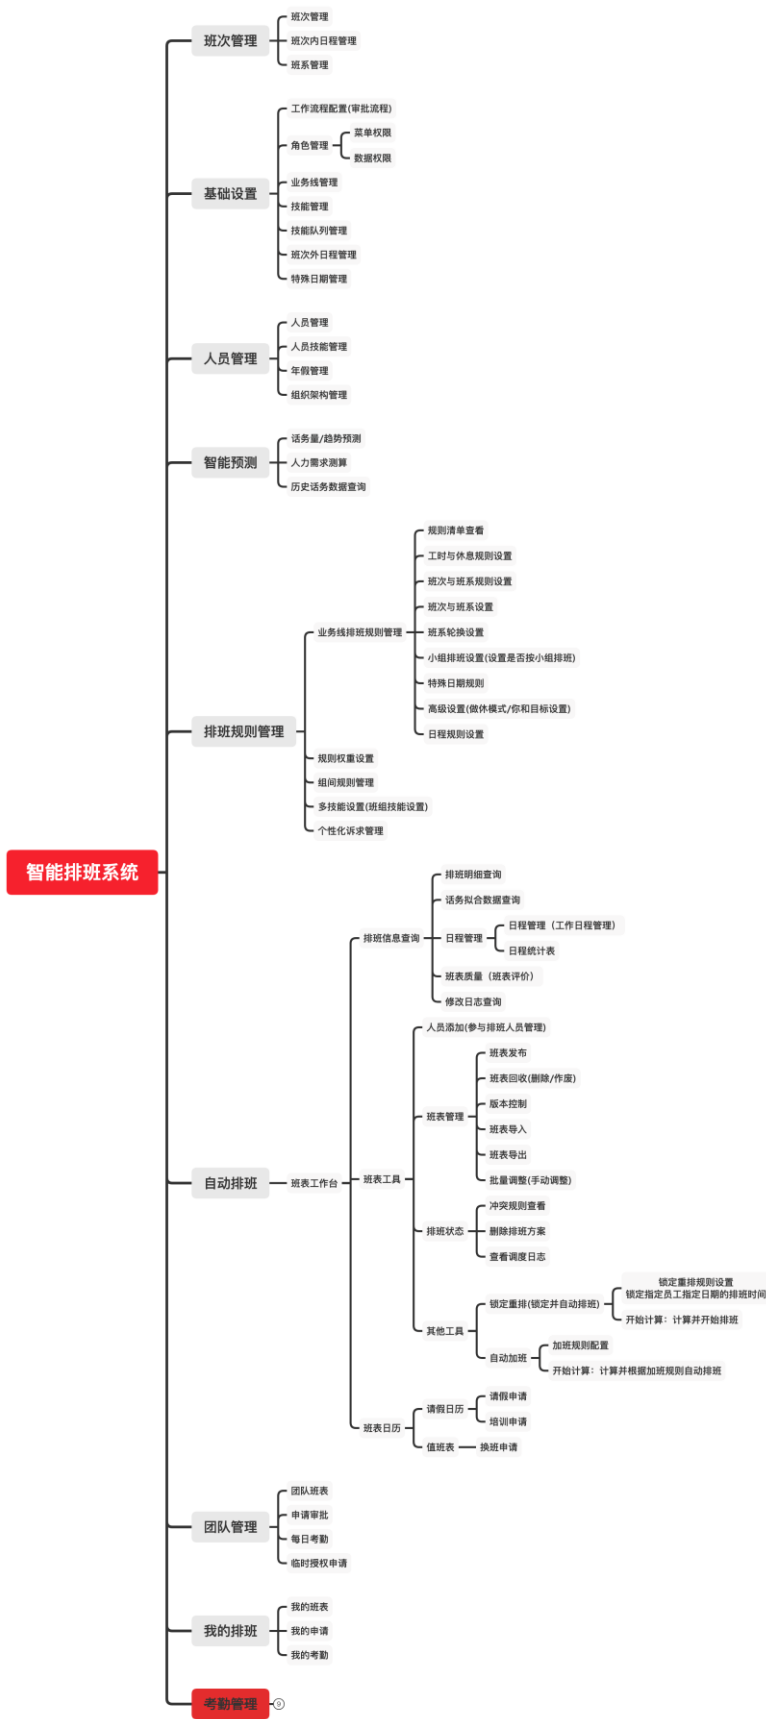 智能排班系统
班次管理
班次管理
班次内日程管理
班系管理
基础设置
工作流程配置(审批流程)
角色管理
菜单权限
数据权限
业务线管理
技能管理
技能队列管理
班次外日程管理
特殊日期管理
人员管理
人员管理
人员技能管理
年假管理
组织架构管理
智能预测
话务量/趋势预测
人力需求测算
历史话务数据查询
排班规则管理
业务线排班规则管理
规则清单查看
工时与休息规则设置
班次与班系规则设置
班次与班系设置
班系轮换设置
小组排班设置(设置是否按小组排班)
特殊日期规则
高级设置(做休模式/你和目标设置)
日程规则设置
规则权重设置
组间规则管理
多技能设置(班组技能设置)
个性化诉求管理
自动排班
班表工作台
排班信息查询
排班明细查询
话务拟合数据查询
日程管理
日程管理（工作日程管理）
日程统计表
班表质量（班表评价）
修改日志查询
班表工具
人员添加(参与排班人员管理)
班表管理
班表发布
班表回收(删除/作废)
版本控制
班表导入
班表导出
批量调整(手动调整)
排班状态
冲突规则查看
删除排班方案
查看调度日志
其他工具
锁定重排(锁定并自动排班)
锁定重排规则设置
锁定指定员工指定日期的排班时间
开始计算：计算并开始排班
自动加班
加班规则配置
开始计算：计算并根据加班规则自动排班
班表日历
请假日历
请假申请
培训申请
值班表
换班申请
团队管理
团队班表
申请审批
每日考勤
临时授权申请
我的排班
我的班表
我的申请
我的考勤
考勤管理
9